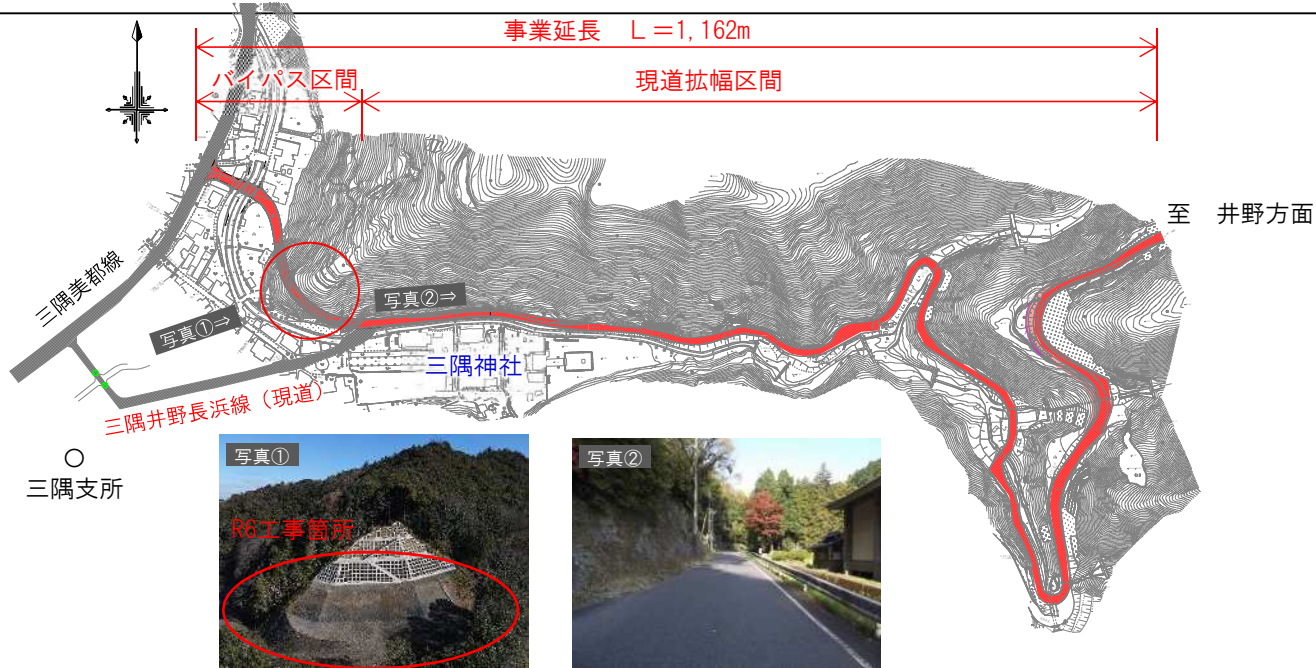 事業延長　Ｌ＝1,162m
バイパス区間
現道拡幅区間
至　井野方面
三隅美都線
写真①⇒
写真②⇒
三隅神社
三隅井野長浜線（現道）
○
三隅支所
写真①
R6工事箇所
写真②